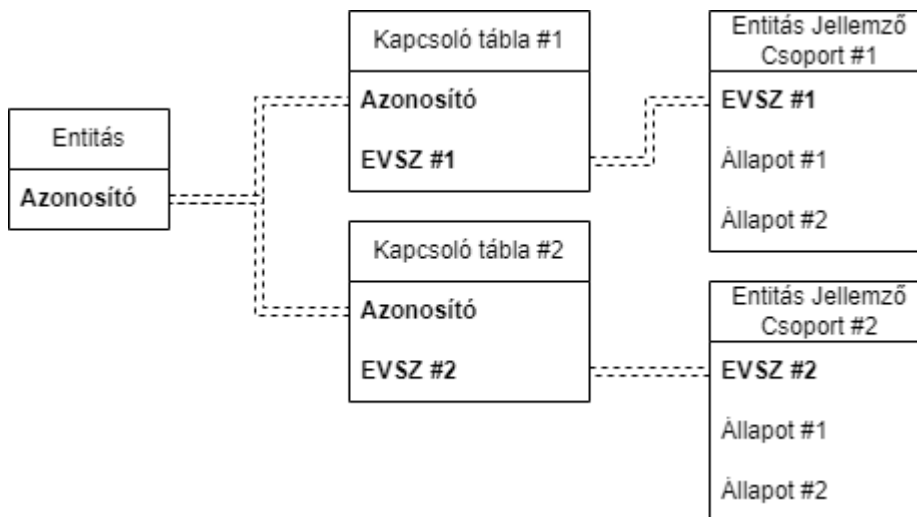 Entitás
Azonosító
Kapcsoló tábla #1
Azonosító
EVSZ #1
Kapcsoló tábla #2
Azonosító
EVSZ #2
Entitás Jellemző
Csoport #1
EVSZ #1
Állapot #1
Állapot #2
Entitás Jellemző
Csoport #2
EVSZ #2
Állapot #1
Állapot #2